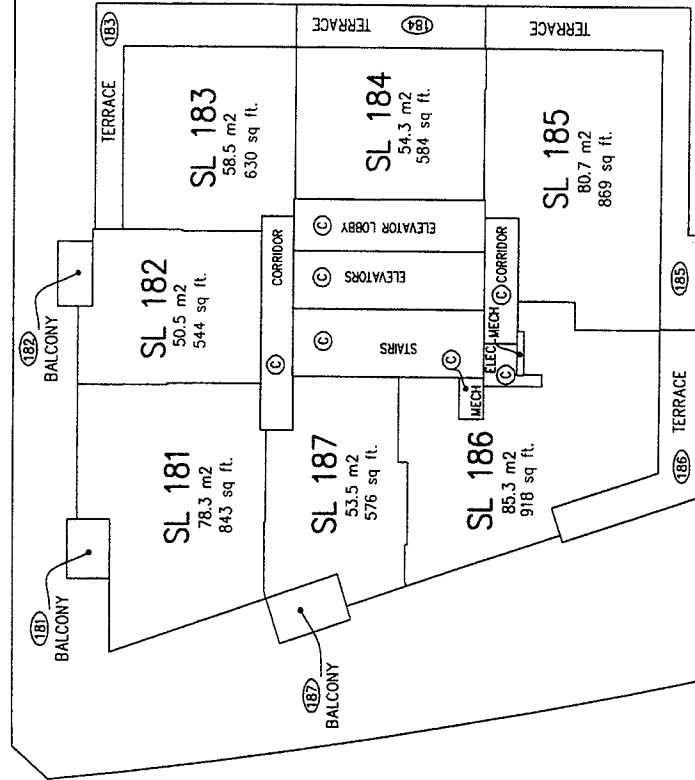 183
TERRACE
TERRACE
184
TERRACE
SL 183
58.5 m2
630 sq ft.
SL 184
54.3 m2
584 sq ft.
SL 185
80.7 m2
869 sq ft.
182
BALCONY
SL 182
50.5 m2
544 sq ft.
CORRIDOR
C
C
ELEVATOR LOBBY
C
ELEVATORS
C
STAIRS
C
MECH
C
ELEC.
MECH
C
CORRIDOR
185
181
BALCONY
SL 181
78.3 m2
843 sq ft.
SL 187
53.5 m2
576 sq ft.
SL 186
85.3 m2
918 sq ft.
186
TERRACE
187
BALCONY